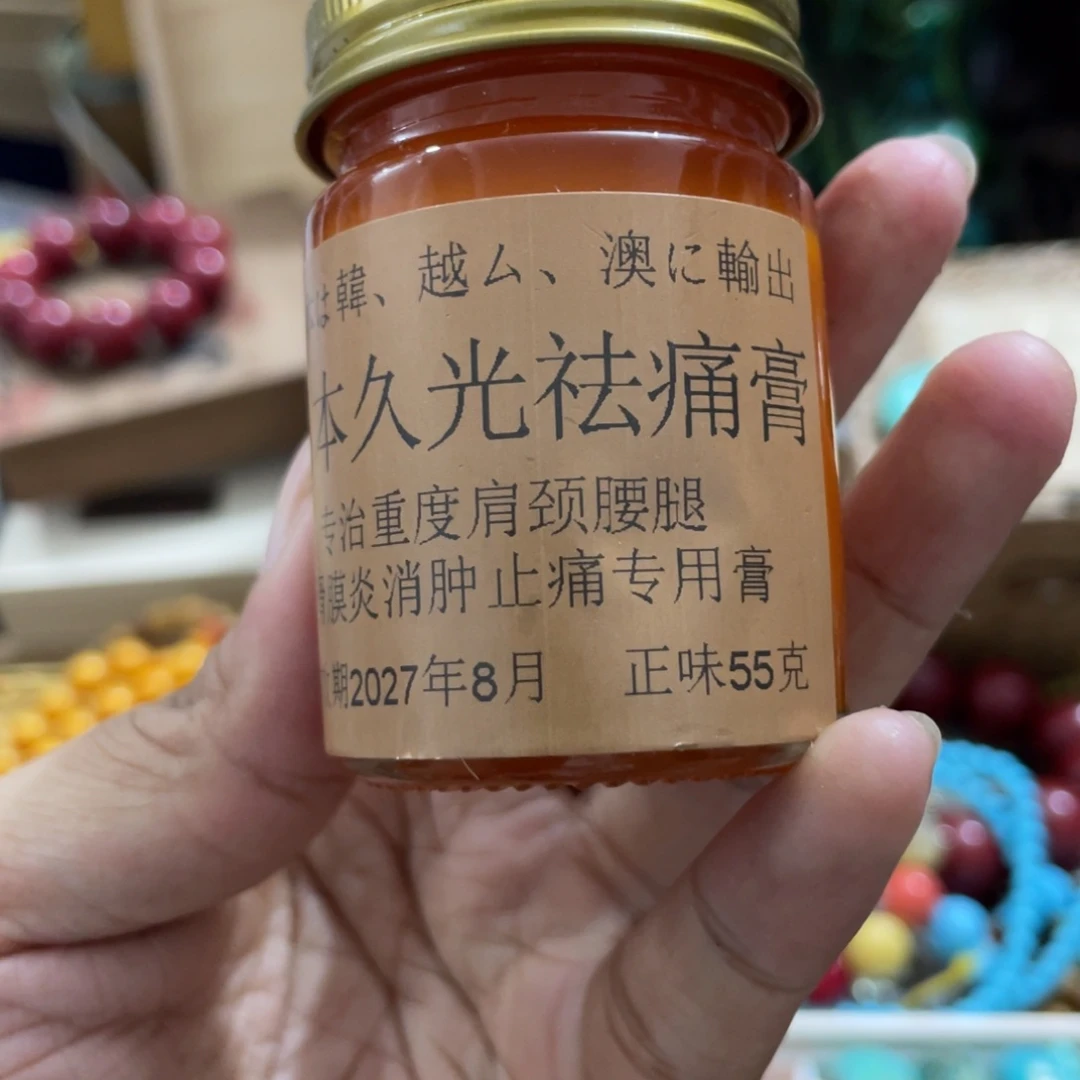 は韓、越ム、澳に輸出
本久光祛痛膏
专治重度肩颈腰腿
膜炎消肿止痛专用膏
期2027年8月 正味55克